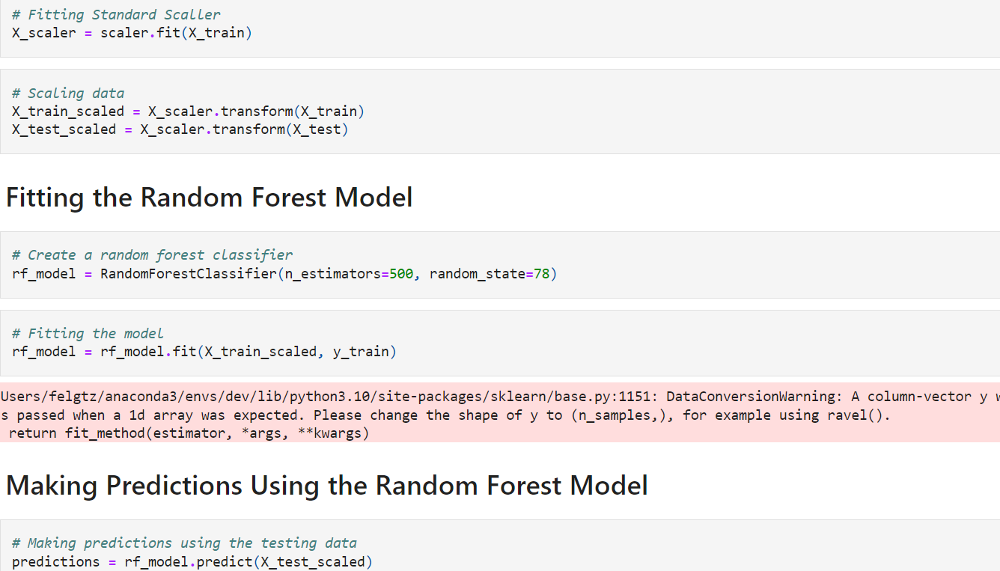 # Fitting Standard Scaller
X_scaler = scaler.fit(X_train)
# Scaling data
X_train_scaled = X_scaler.transform(X_train)
X_test_scaled = X_scaler.transform(X_test)
Fitting the Random Forest Model
# Create a random forest classifier
rf_model = RandomForestClassifier(n_estimators=500, random_state=78)
# Fitting the model
rf_model = rf_model.fit(X_train_scaled, y_train)
Users/felgtz/anaconda3/envs/dev/lib/python3.10/site-packages/sklearn/base.py:1151: DataConversionWarning: A column-vector y w
s passed when a 1d array was expected. Please change the shape of y to (n_samples,), for example using ravel().
return fit_method(estimator, *args, **kwargs)
Making Predictions Using the Random Forest Model
# Making predictions using the testing data
predictions = rf_model.predict(X_test_scaled)